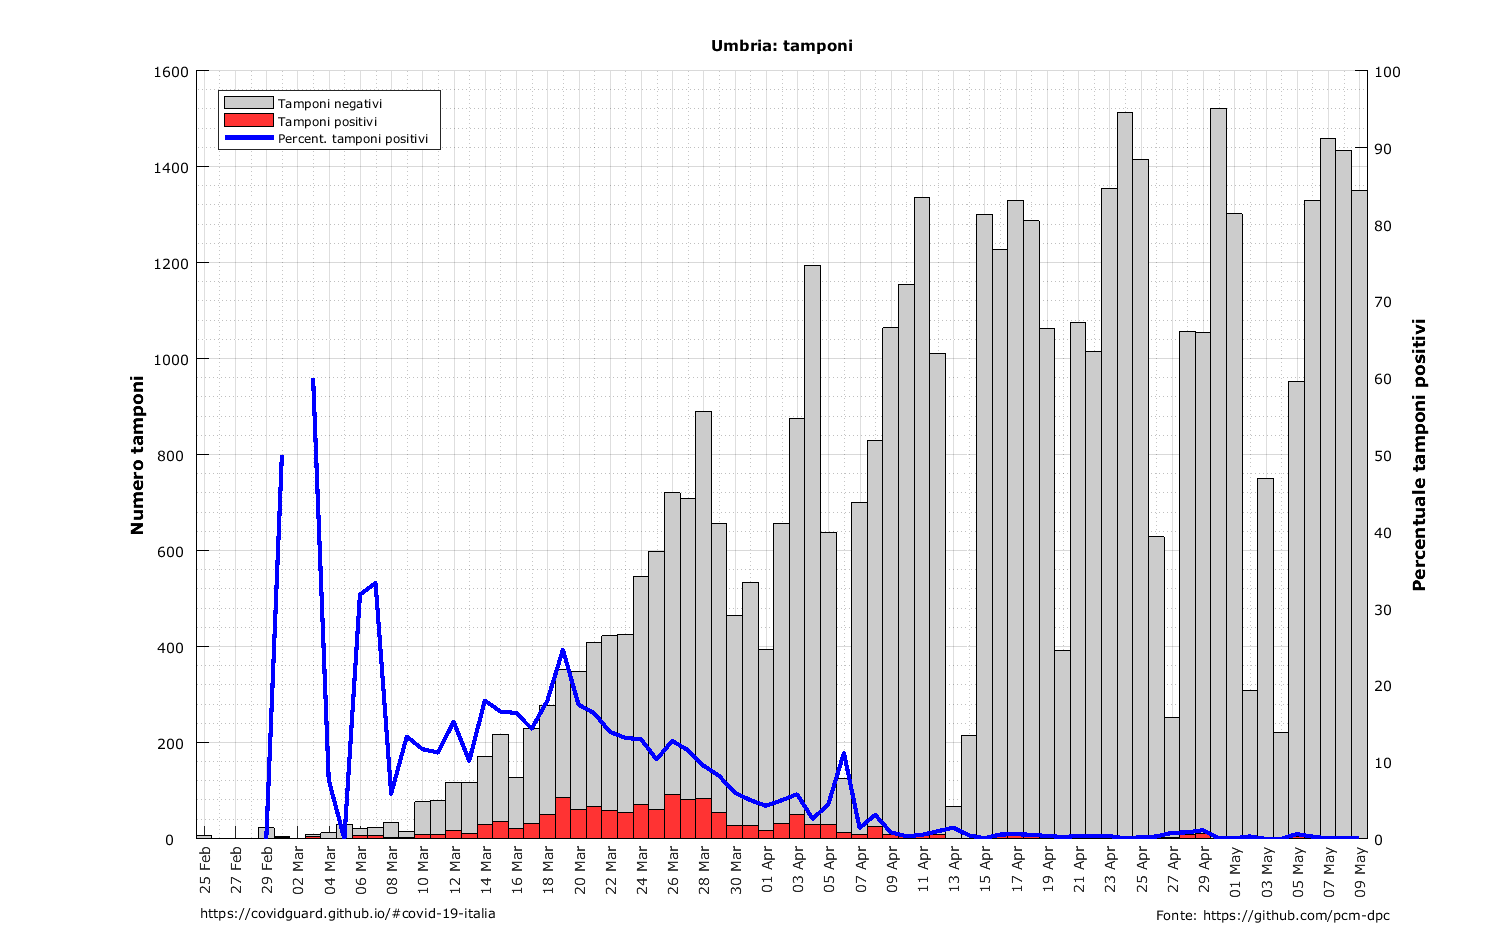 Umbria: tamponi
1600
1400
1200
1000
800
600
400
200
0
100
90
80
70
60
50
40
30
20
10
0
Tamponi negativi
Tamponi positivi
Percent. tamponi positivi
Numero tamponi
Percentuale tamponi positivi
25 Feb
27 Feb
29 Feb
02 Mar
04 Mar
06 Mar
08 Mar
10 Mar
12 Mar
14 Mar
16 Mar
18 Mar
20 Mar
22 Mar
24 Mar
26 Mar
28 Mar
30 Mar
01 Apr
03 Apr
05 Apr
07 Apr
09 Apr
11 Apr
13 Apr
15 Apr
17 Apr
19 Apr
21 Apr
23 Apr
25 Apr
27 Apr
29 Apr
01 May
03 May
05 May
07 May
09 May
https://covidguard.github.io/#covid-19-italia
Fonte: https://github.com/pcm-dpc